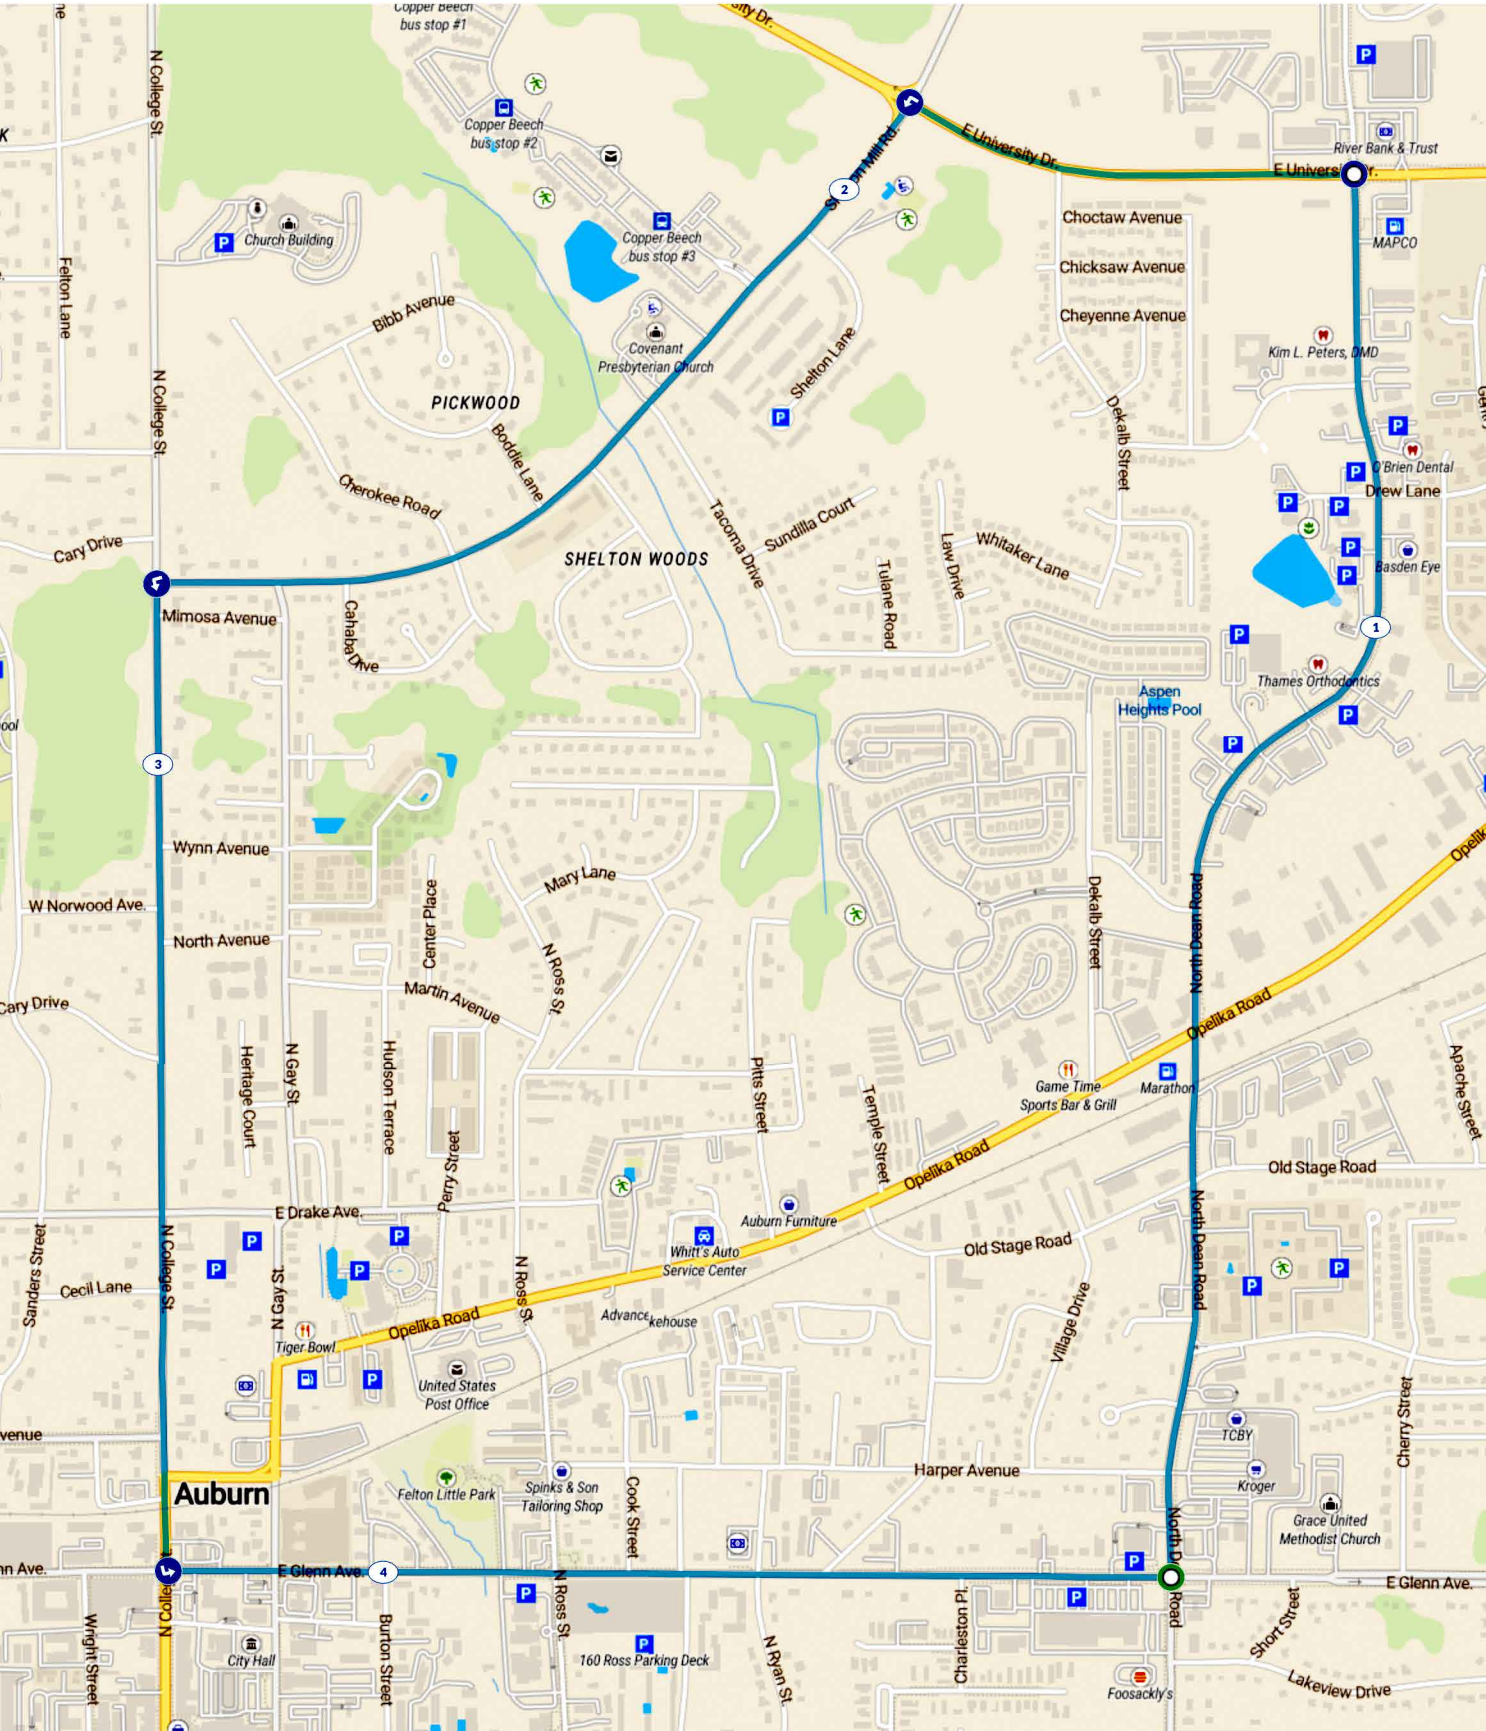 Copper Beech
bus stop #1
N College St.
Copper Beech
bus stop #2
E University Dr.
River Bank & Trust
E University Dr.
2
Church Building
Copper Beech
bus stop #3
Choctaw Avenue
MAPCO
Felton Lane
Chicksaw Avenue
Bibb Avenue
Cheyenne Avenue
Covenant
Presbyterian Church
Shelton Lane
Kim L. Peters, DMD
N College St.
PICKWOOD
Dekalb Street
Boddie Lane
O'Brien Dental
Drew Lane
Cherokee Road
Tacoma Drive
Sundilla Court
Cary Drive
SHELTON WOODS
Law Drive
Whitaker Lane
Basden Eye
Tulane Road
Mimosa Avenue
Cahaba Drive
1
Thames Orthodontics
Aspen
Heights Pool
3
Wynn Avenue
Mary Lane
Center Place
W Norwood Ave.
North Avenue
N Ross St.
Dekalb Street
North Dean Road
Martin Avenue
Cary Drive
Opelika Road
Heritage Court
N Gay St.
Hudson Terrace
Pitts Street
Temple Street
Game Time
Sports Bar & Grill
Marathon
Apache Street
Perry Street
Opelika Road
Old Stage Road
E Drake Ave.
Auburn Furniture
North Dean Road
Sanders Street
N College St.
Whitt's Auto
Service Center
Old Stage Road
Cecil Lane
N Gay St.
N Ross St.
Opelika Road
Advance
kehouse
Village Drive
Tiger Bowl
United States
Post Office
Cherry Street
TCBY
venue
Auburn
Felton Little Park
Spinks & Son
Tailoring Shop
Cook Street
Harper Avenue
Kroger
Grace United
Methodist Church
nn Ave.
E Glenn Ave.
4
E Glenn Ave.
Wright Street
City Hall
Burton Street
N Ross St.
160 Ross Parking Deck
N Ryan St.
Charleston Pl.
Foosackly's
Short Street
Lakeview Drive